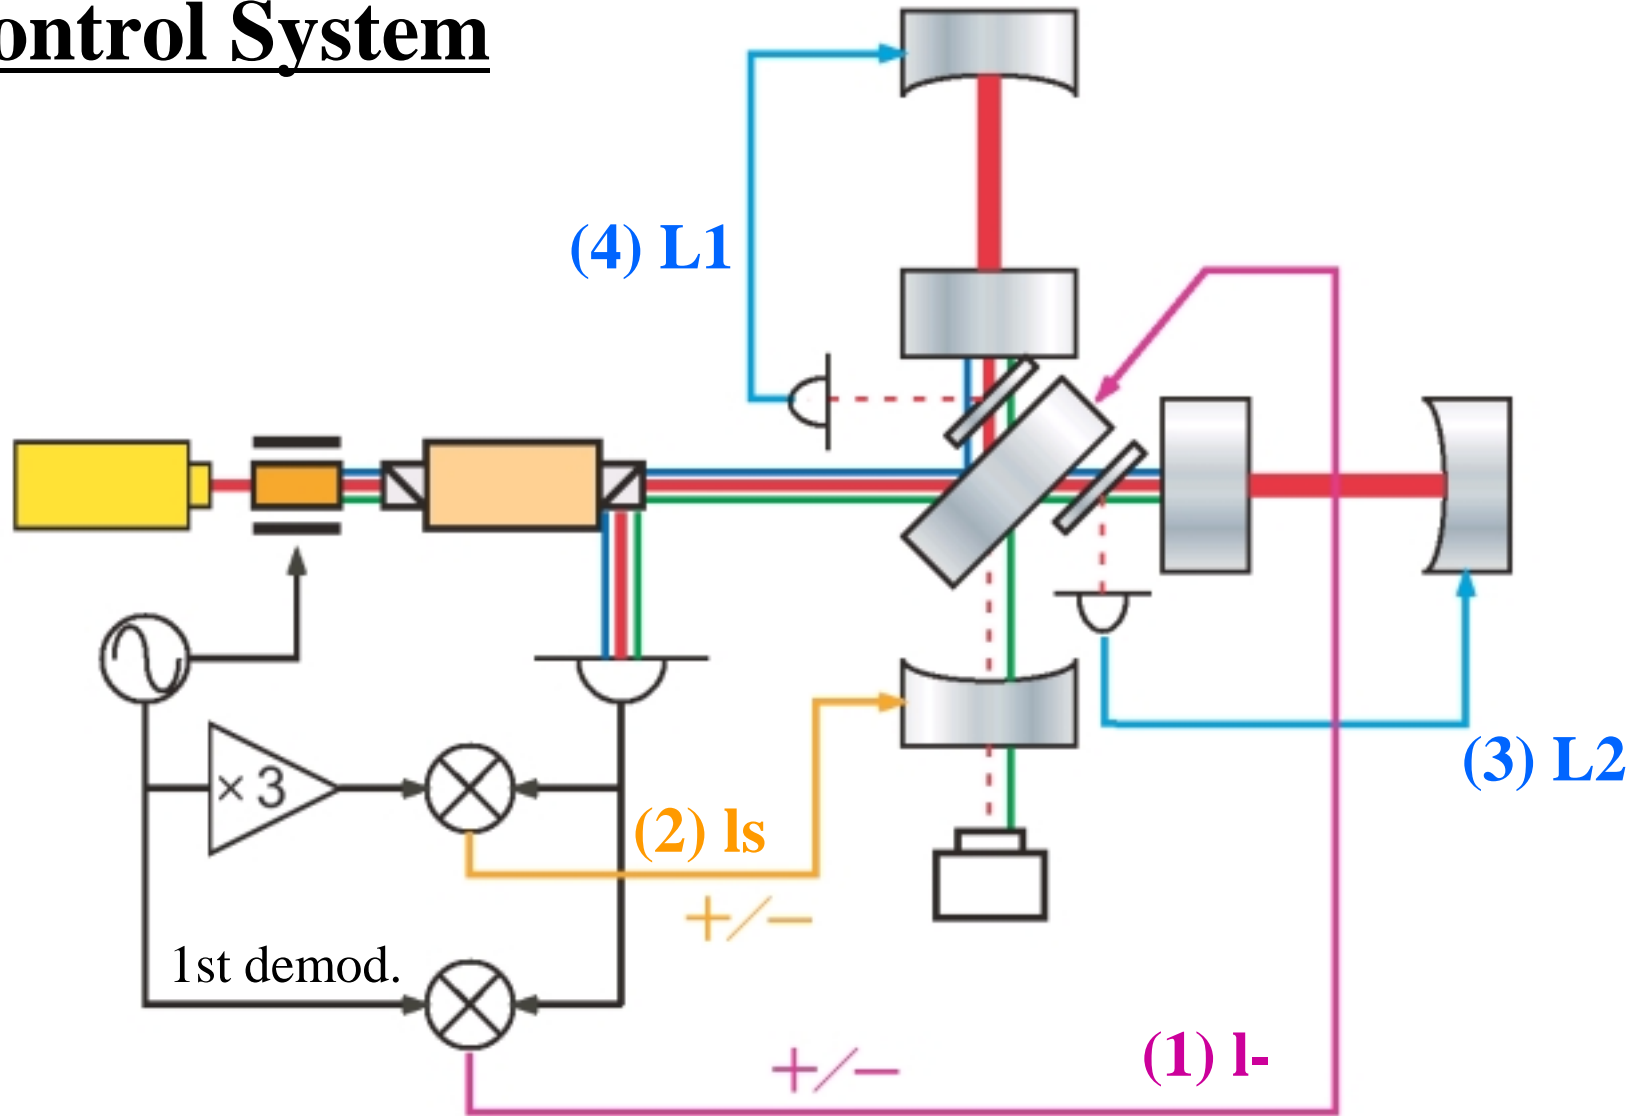 ontrol System
(4) L1
(3) L2
× 3
(2) ls
+/−
1st demod.
(1) l-
+/−